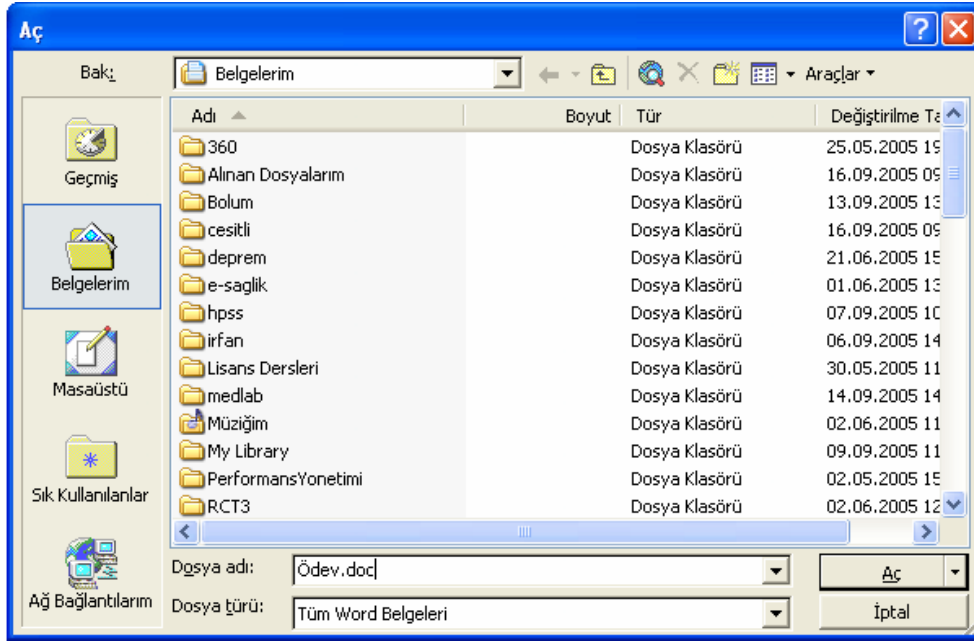 Aç
Bak: Belgelerim Araçlar
Adı Boyut Tür Değiştirilme Ta
360 Dosya Klasörü 25.05.2005 19
Alınan Dosyalarım Dosya Klasörü 16.09.2005 09
Bolum Dosya Klasörü 13.09.2005 13
cesitli Dosya Klasörü 16.09.2005 09
deprem Dosya Klasörü 21.06.2005 15
e-saglik Dosya Klasörü 01.06.2005 13
hpss Dosya Klasörü 07.09.2005 10
irfan Dosya Klasörü 06.09.2005 14
Lisans Dersleri Dosya Klasörü 30.05.2005 11
medlab Dosya Klasörü 14.09.2005 14
Müziğim Dosya Klasörü 02.06.2005 11
My Library Dosya Klasörü 09.09.2005 11
PerformansYonetimi Dosya Klasörü 02.05.2005 15
RCT3 Dosya Klasörü 02.06.2005 12
Geçmiş
Belgelerim
Masaüstü
Sık Kullanılanlar
Ağ Bağlantılarım
Dosya adı: Ödev.doc Aç
Dosya türü: Tüm Word Belgeleri İptal